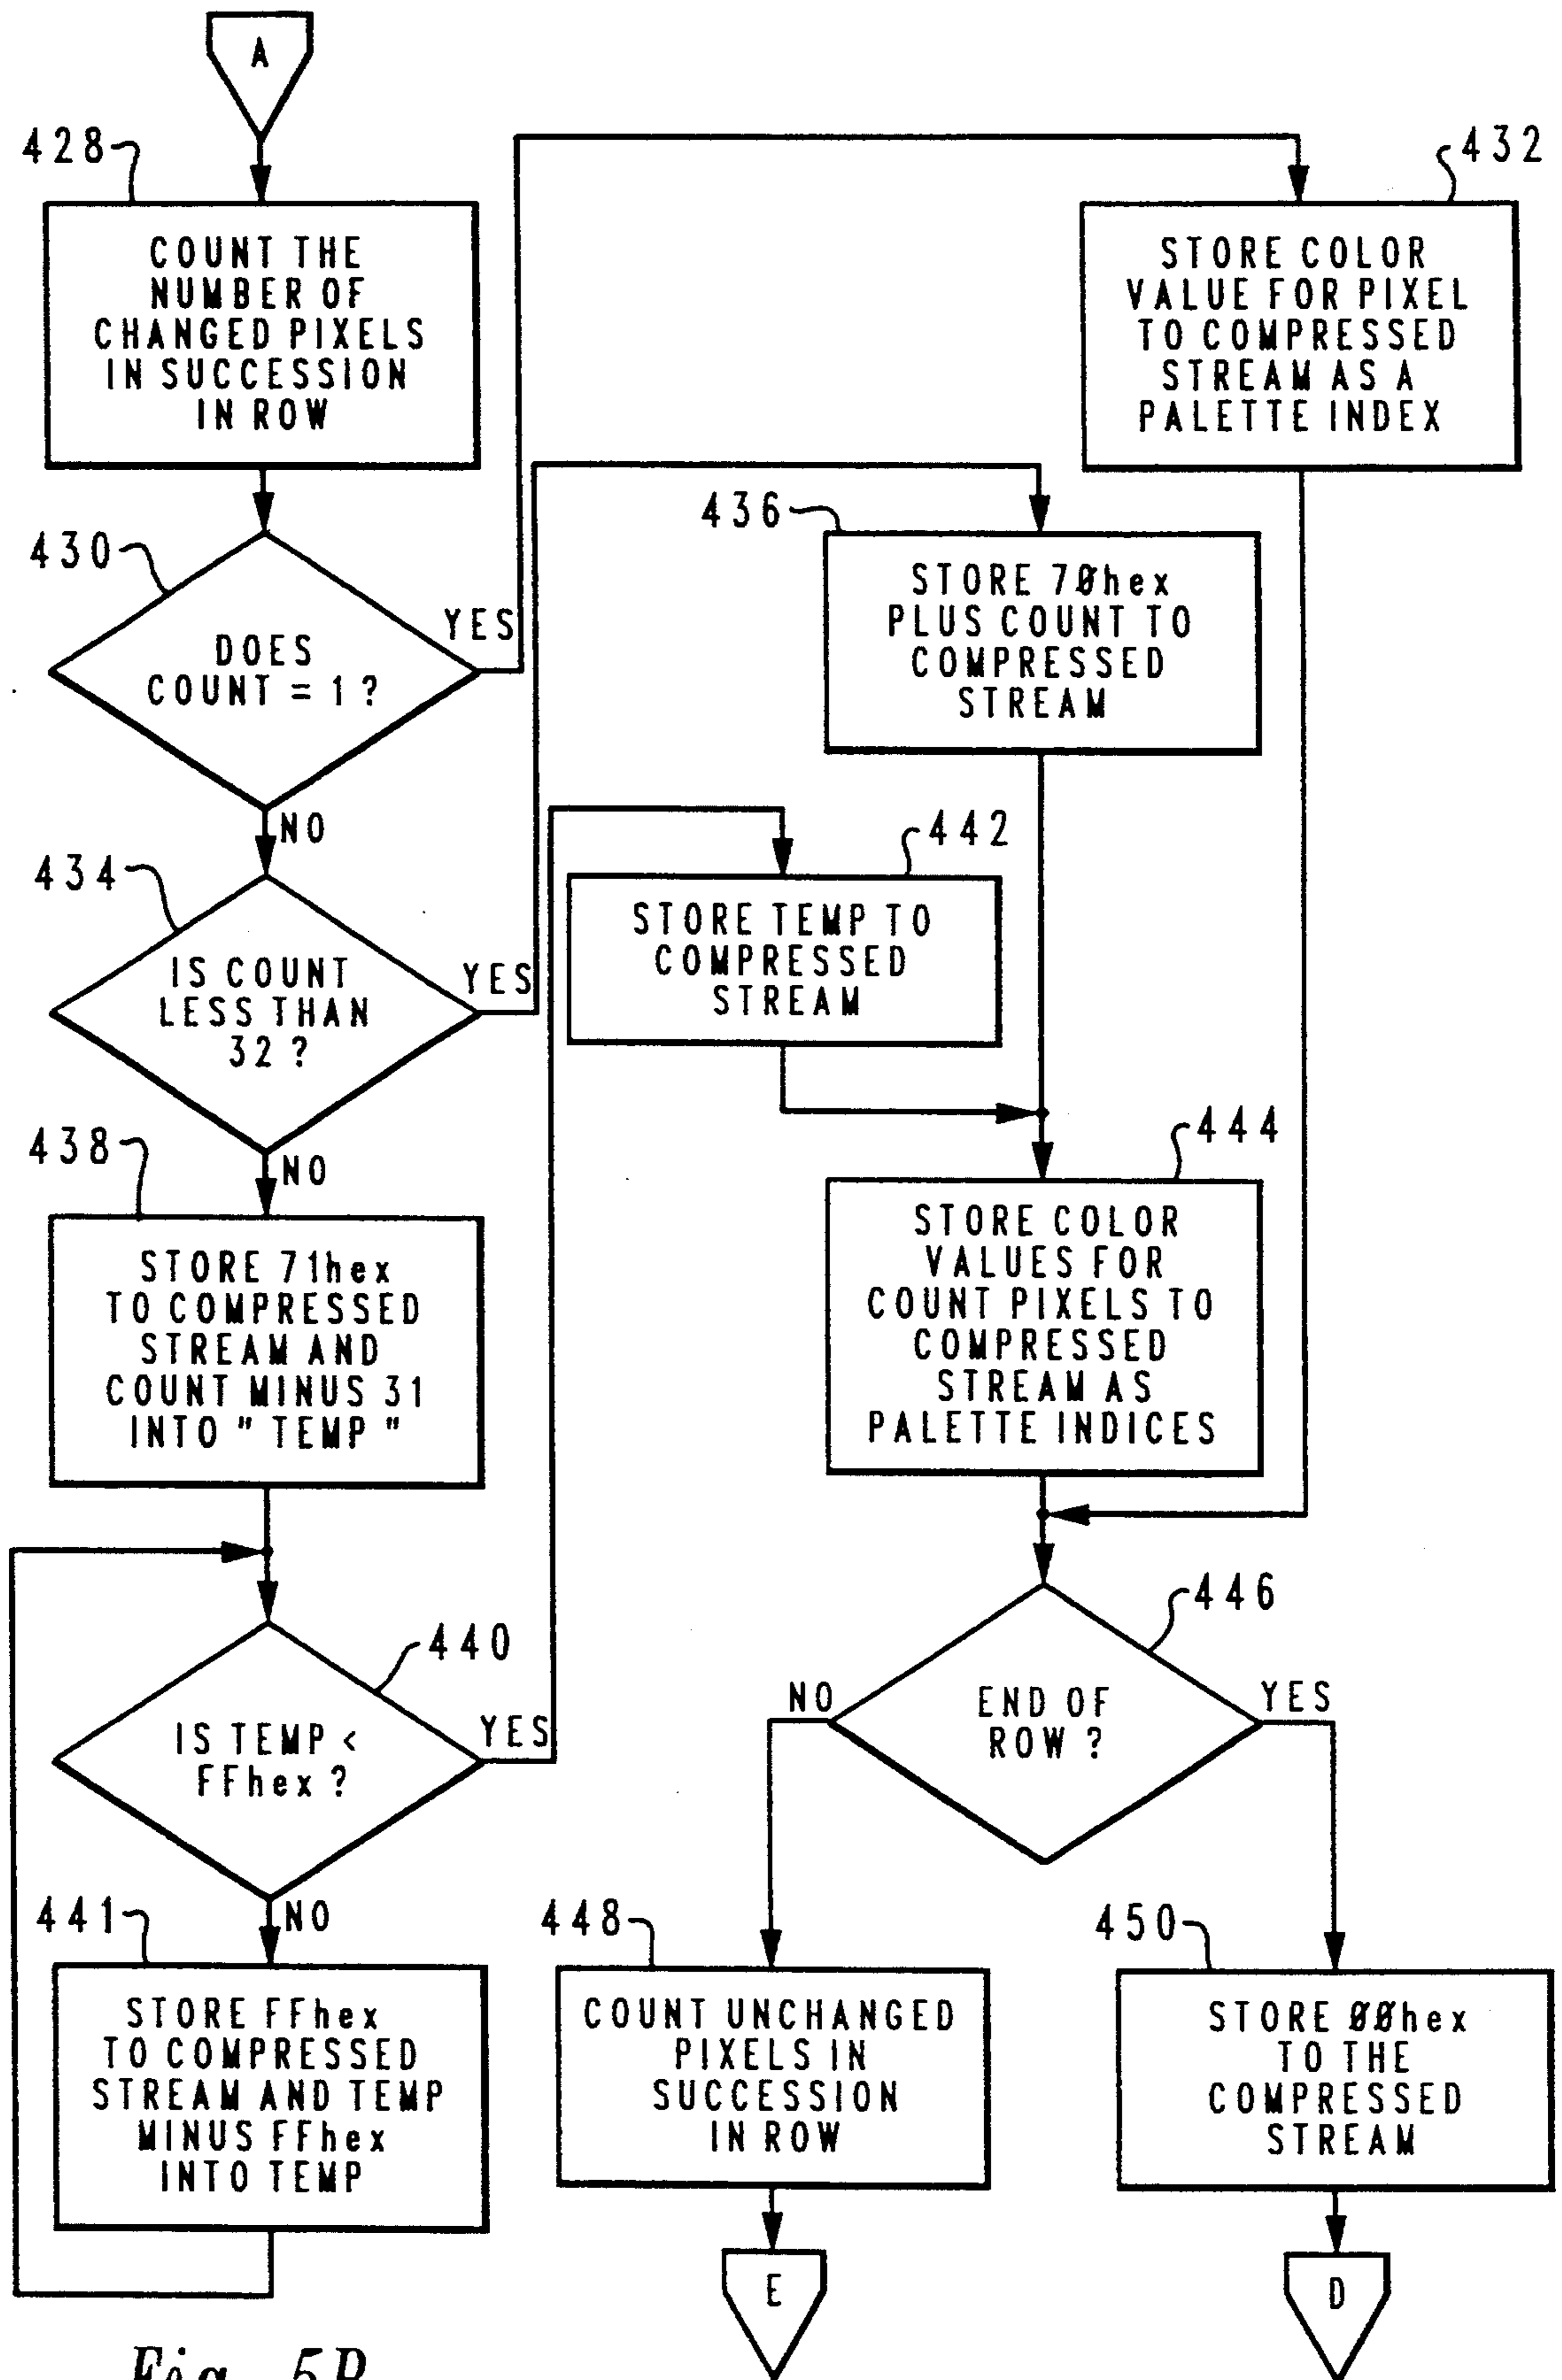 A
428
COUNT THE
NUMBER OF
CHANGED PIXELS
IN SUCCESSION
IN ROW
432
STORE COLOR
VALUE FOR PIXEL
TO COMPRESSED
STREAM AS A
PALETTE INDEX
430
DOES
COUNT = 1 ?
YES
NO
436
STORE 7Øhex
PLUS COUNT TO
COMPRESSED
STREAM
434
IS COUNT
LESS THAN
32 ?
YES
NO
442
STORE TEMP TO
COMPRESSED
STREAM
438
STORE 71hex
TO COMPRESSED
STREAM AND
COUNT MINUS 31
INTO " TEMP "
444
STORE COLOR
VALUES FOR
COUNT PIXELS TO
COMPRESSED
STREAM AS
PALETTE INDICES
440
IS TEMP <
FFhex ?
YES
NO
446
END OF
ROW ?
NO
YES
441
STORE FFhex
TO COMPRESSED
STREAM AND TEMP
MINUS FFhex
INTO TEMP
448
COUNT UNCHANGED
PIXELS IN
SUCCESSION
IN ROW
450
STORE ØØhex
TO THE
COMPRESSED
STREAM
E
D
Fig. 5B